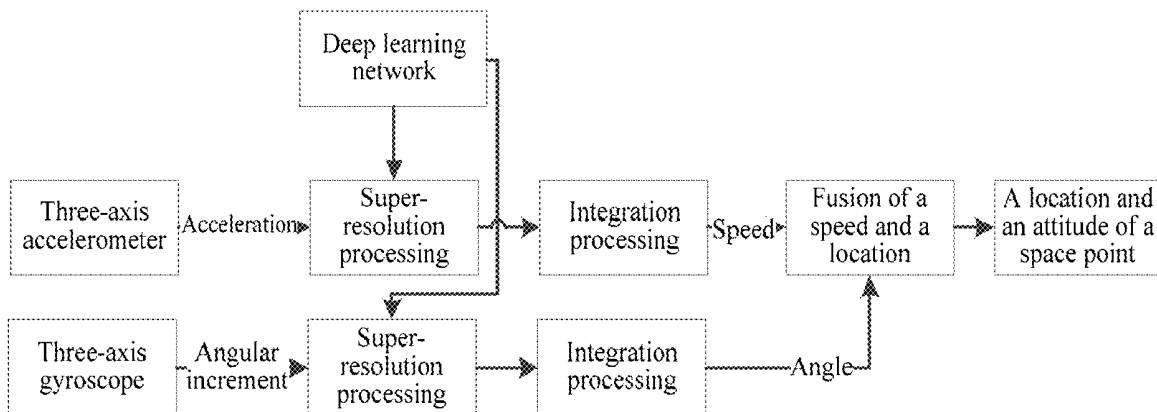 Deep learning
network
Three-axis
accelerometer
Acceleration
Super-
resolution
processing
Integration
processing
Speed
Fusion of a
speed and a
location
A location and
an attitude of a
space point
Three-axis
gyroscope
Angular
increment
Super-
resolution
processing
Integration
processing
Angle